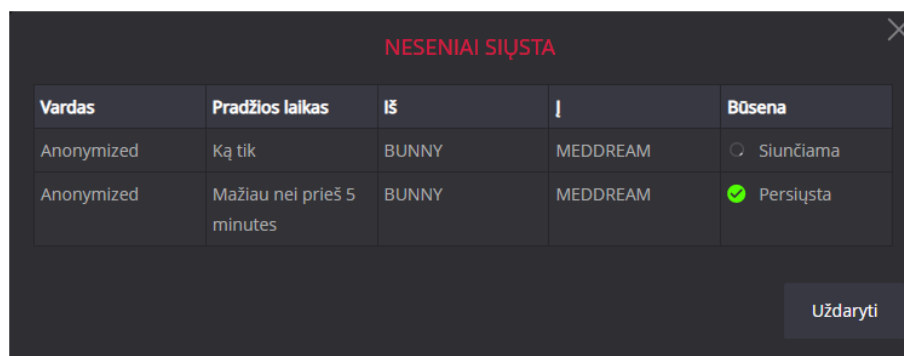 NESENIAI SIŲSTA
Vardas Pradžios laikas Iš Į Būsena
Anonymized Ką tik BUNNY MEDDREAM Siunčiama
Anonymized Mažiau nei prieš 5 BUNNY MEDDREAM Persiųsta
minutes
Uždaryti